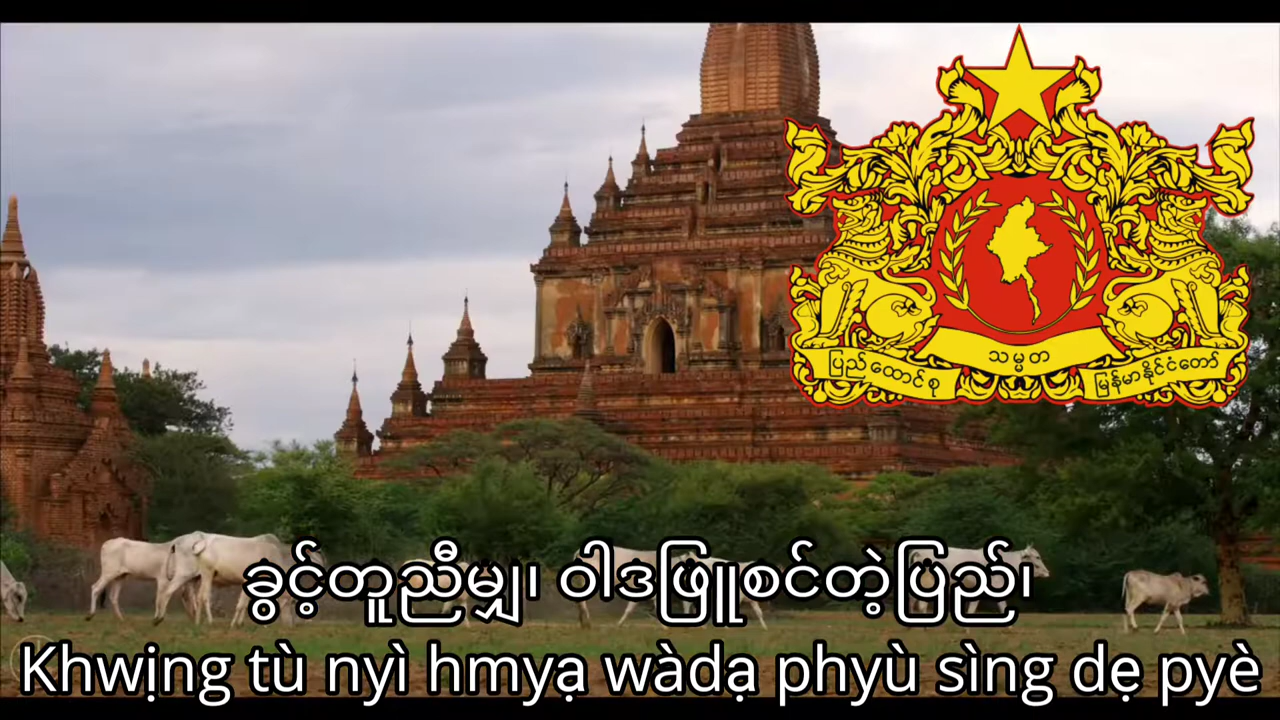 သမ္မတ
ပြည်ထောင်စု
မြန်မာနိုင်ငံတော်
ခွင့်တူညီမျှ၊ ဝါဒဖြူစင်တဲ့ပြည်၊
Khwịng tù nyì hmyạ wàdạ phyù sìng dẹ pyè